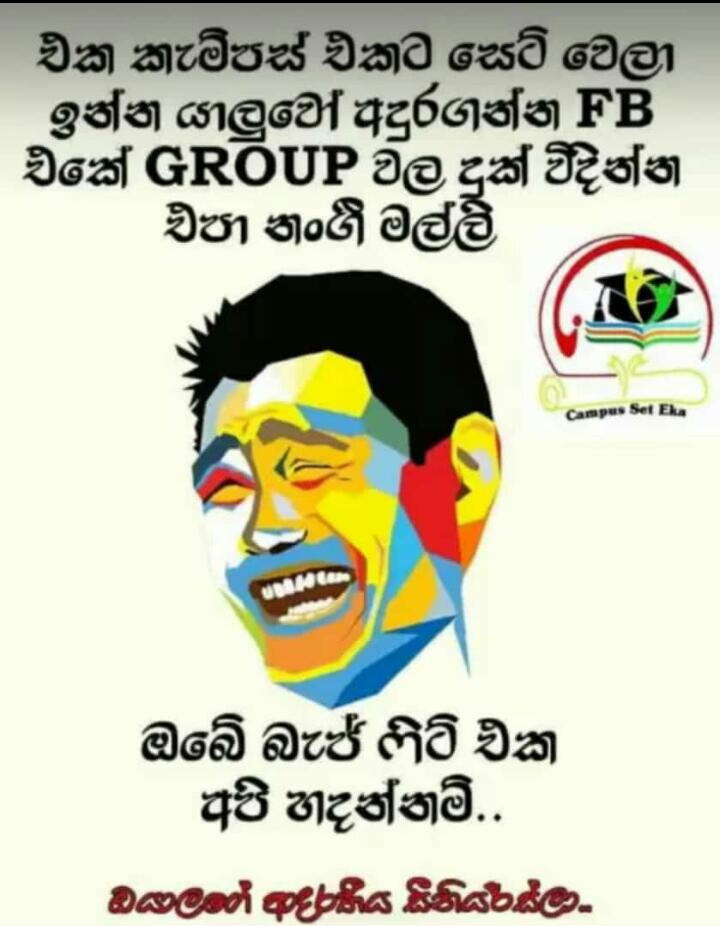 එක කැම්පස් එකට සෙට් වෙලා
ඉන්න යාලුවෝ අදුරගන්න FB
එකේ GROUP වල දුක් විදින්න
එපා නංගි මල්ලි
Campus Set Eka
ඔබේ බැජ් ෆිට් එක
අපි හදන්නම්..
ඔයාලගේ ආදරණීය සීනියර්ස්ලා..